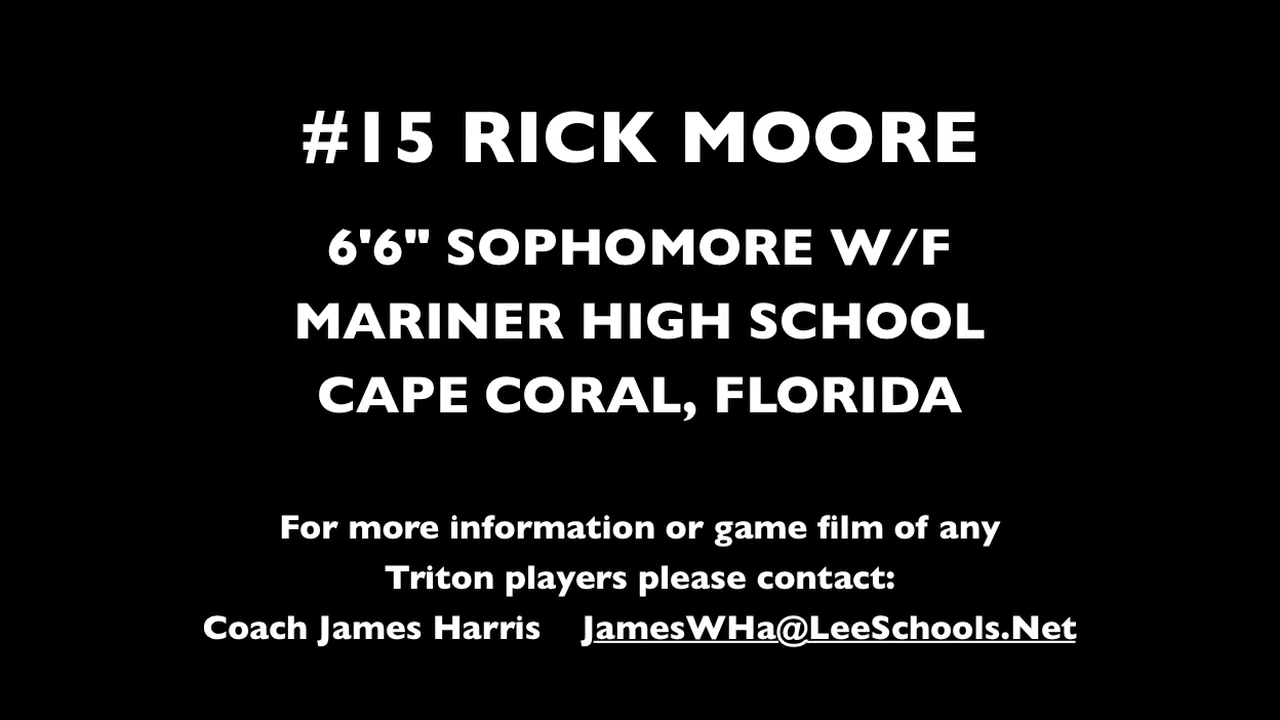 #15 RICK MOORE
6'6" SOPHOMORE W/F
MARINER HIGH SCHOOL
CAPE CORAL, FLORIDA
For more information or game film of any
Triton players please contact:
Coach James Harris JamesWHa@LeeSchools.Net